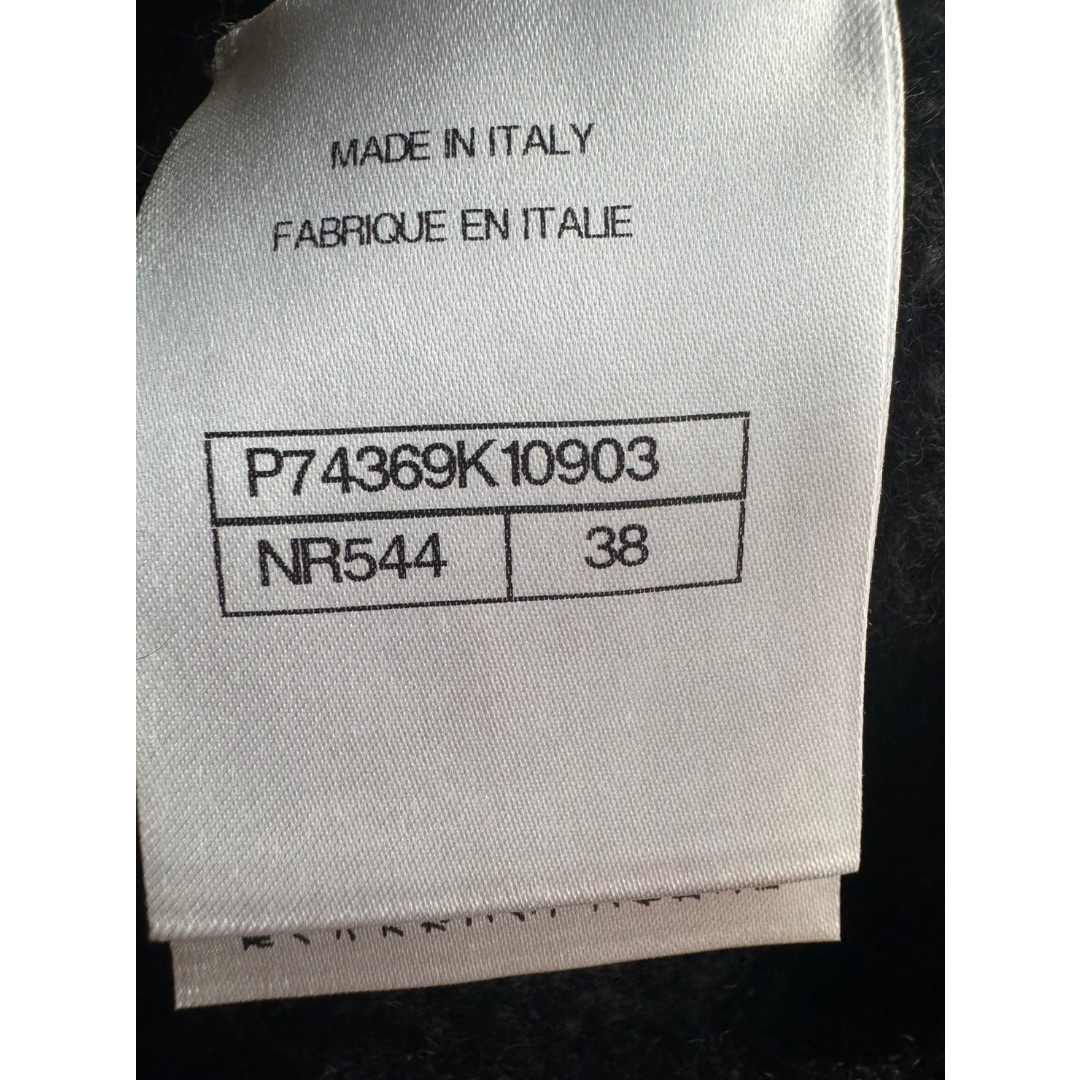 MADE IN ITALY
FABRIQUE EN ITALIE
P74369K10903
NR544 38